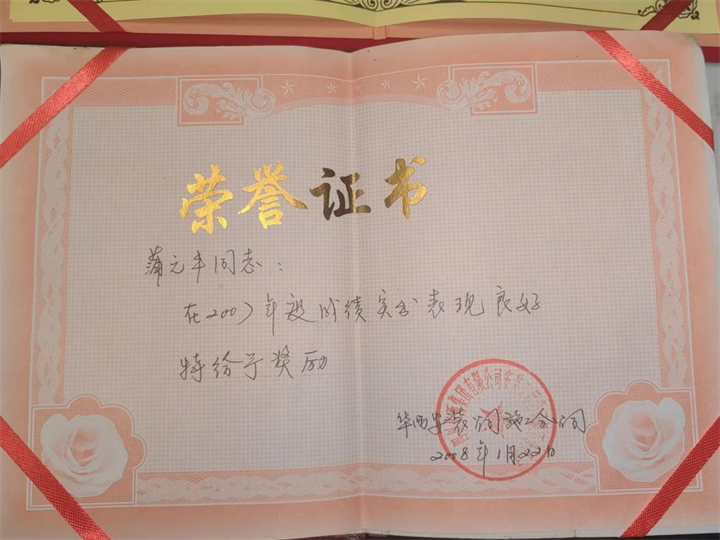 荣誉证书
蒲元丰同志：
在2007年度成绩突出表现良好
特给予奖励
2008年1月22日